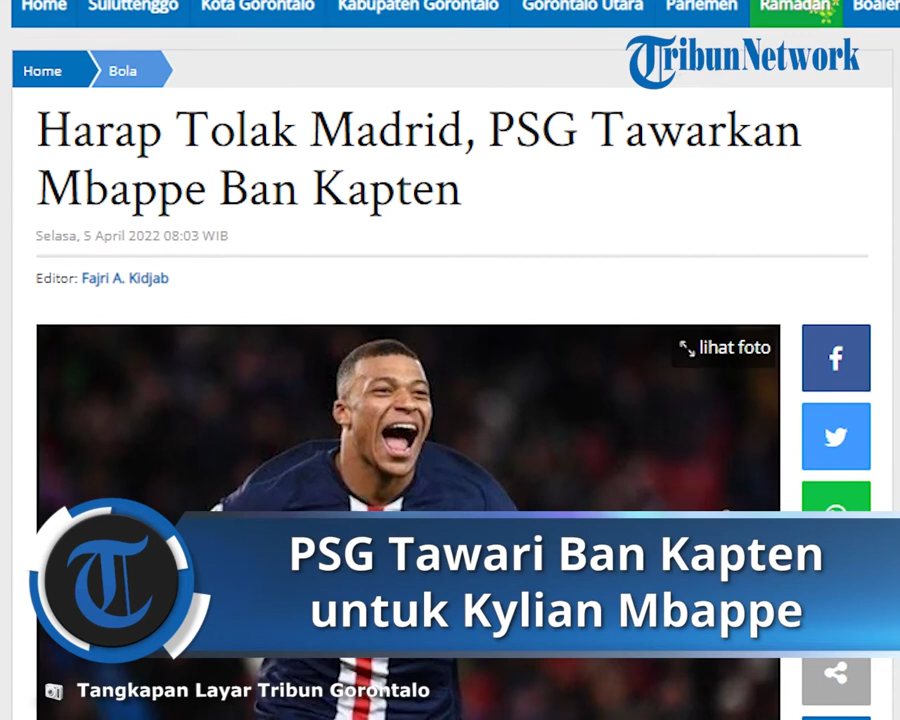 Home Suluttenggo Kota Gorontalo Kabupaten Gorontalo Gorontalo Utara Parlemen Ramadan
TribunNetwork
Home Bola
Harap Tolak Madrid, PSG Tawarkan
Mbappe Ban Kapten
Selasa, 5 April 2022 08:03 WIB
Editor: Fajri A. Kidjab
lihat foto
PSG Tawari Ban Kapten
untuk Kylian Mbappe
Tangkapan Layar Tribun Gorontalo